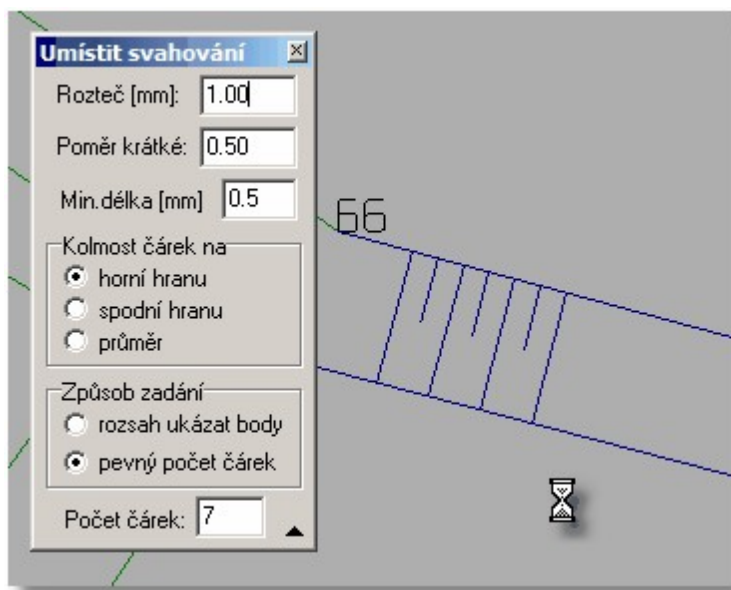 Umístit svahování
Rozteč [mm]: 1.00
Poměr krátké: 0.50
Min.délka [mm] 0.5
Kolmost čárek na
horní hranu
spodní hranu
průměr
Způsob zadání
rozsah ukázat body
pevný počet čárek
Počet čárek: 7
66